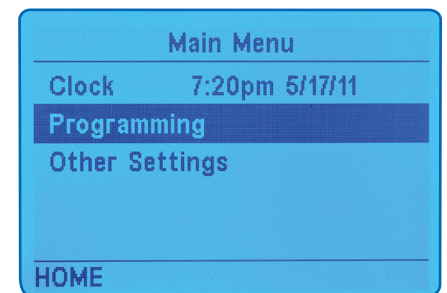 Main Menu
Clock 7:20pm 5/17/11
Programming
Other Settings
HOME